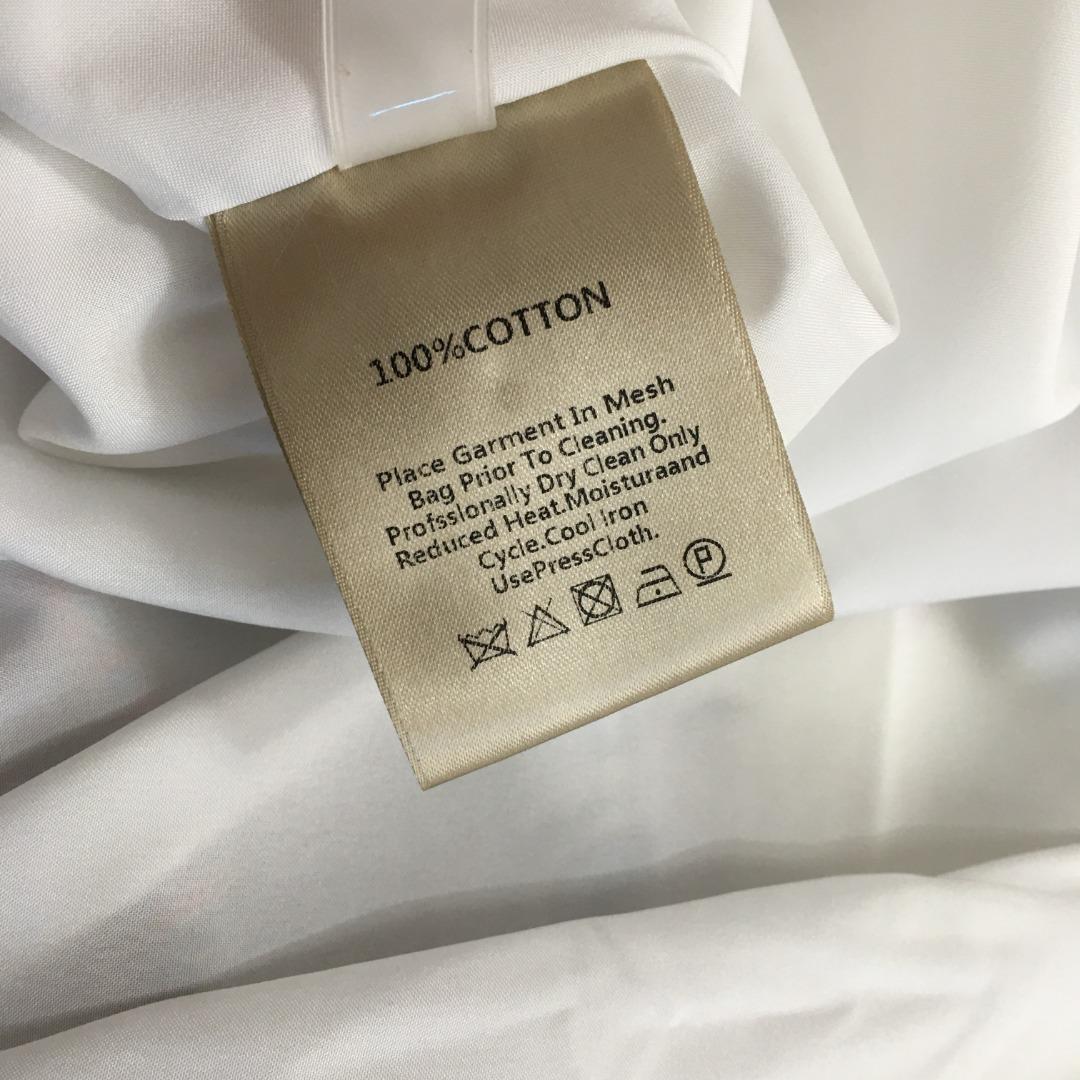 100%COTTON
Place Garment In Mesh
Bag Prior To Cleaning.
Profsslonally Dry Clean Only
Reduced Heat.Moisturaand
Cycle.Cool Iron
UsePressCloth.
P